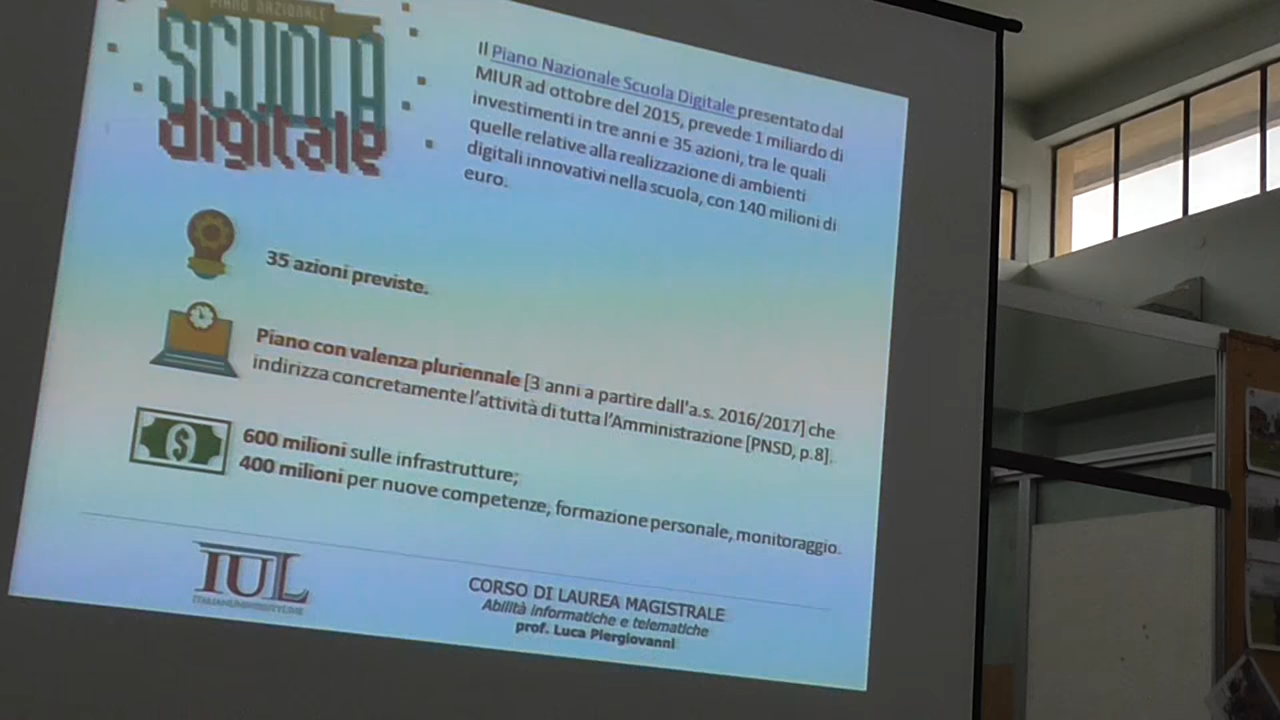 PIANO NAZIONALE
SCUOLA
digitale
Il Piano Nazionale Scuola Digitale presentato dal
MIUR ad ottobre del 2015, prevede 1 miliardo di
investimenti in tre anni e 35 azioni, tra le quali
quelle relative alla realizzazione di ambienti
digitali innovativi nella scuola, con 140 milioni di
euro.
35 azioni previste.
Piano con valenza pluriennale [3 anni a partire dall'a.s. 2016/2017] che
indirizza concretamente l'attività di tutta l'Amministrazione [PNSD, p.8].
$
600 milioni sulle infrastrutture;
400 milioni per nuove competenze, formazione personale, monitoraggio.
IUL
CORSO DI LAUREA MAGISTRALE
Abilità informatiche e telematiche
prof. Luca Piergiovanni